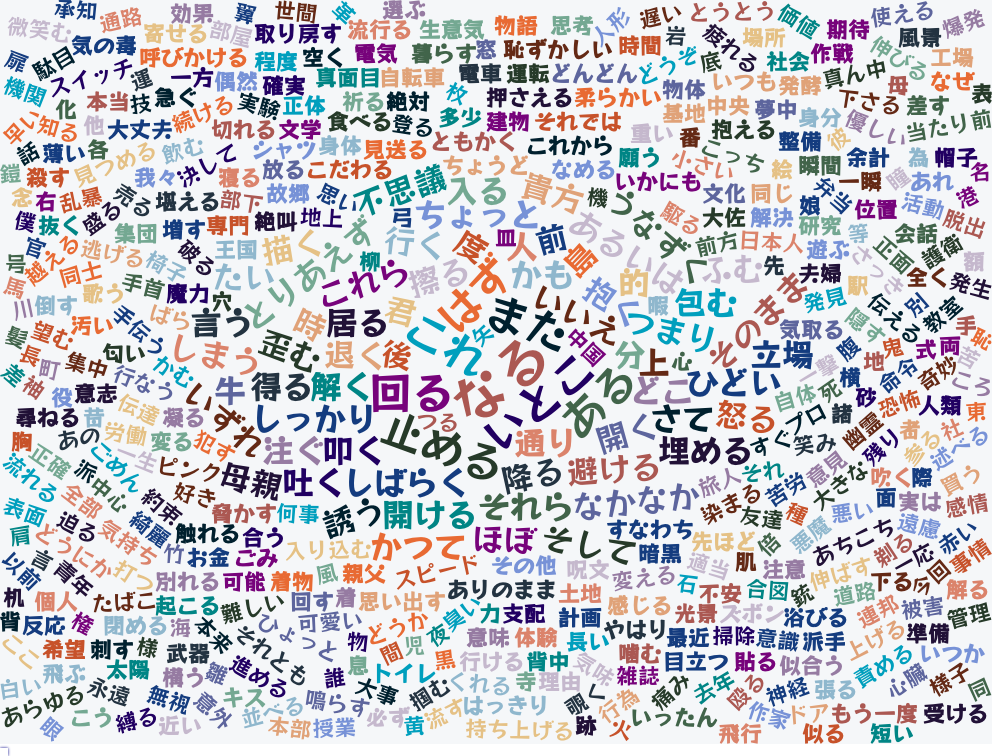 承知 通路 効果 翼 世間 革 選ぶ
微笑む 寄せる 部屋 取り戻す 流行る 生意気 物語 思考 人形 遅い とうとう 価値 期待 使える 爆発
扉 駄目 気の毒 呼びかける 程度 空く 電気 暮らす 窓 恥ずかしい 時間 岩 疲れる 場所 社会 作戦 風景 伸びる 工場
機関 スイッチ 運 一方 偶然 確実 真面目 自転車 電車 運転 どんどん どうぞ 底 いつも 発酵 真ん中 母 なぜ
化 本当 技 急ぐ 実験 正体 祈る 絶対 枚 押さえる 柔らかい 物体 基地 中央 夢中 身分 下さる 差す 表
早い 知る 他 大丈夫 続ける 切れる 文学 食べる 登る 多少 建物 それでは 重い 番 抱える 整備 後 優しい 当たり前
話 薄い 各 見つめる 飲む シャツ 身体 見送る ともかく これから 願う 小さい こっち 絵 瞬間 余計 為 帽子
鎧 殺す 我々 決して 寝る 放る こだわる ちょうど なめる いかにも 文化 同じ 弁当 一瞬 瞳 あれ 名
念 右 乱暴 売る 堪える 部下 故郷 思い 不思議 入る 貴方 機 うなずく 駆る 大佐 解決 娘 位置 活動 港
僕 抜く 盛る 集団 増す 専門 絶叫 地上 弓 ちょっと ある 前方 日本人 研究 等 会話 脱出
官 越える 逃げる 椅子 破る 王国 描く とりあえず 行く 度 皿 人 前 島 いは ふむ 先 遊ぶ さっき 正面 護衛 額
号 同士 手首 魔力 たい 柳 これら 擦る ず かも 抱く 的 暇 包む そのまま 夫婦 駅 全く 発生
馬 歌う 穴 時 居る 君 は また いいえ つまり 気取る 発見 伝える 別
川 倒す 手伝う ばら 言う 歪む 退く 後 これ 矢 中国 分 上 心 立場 隠す 教室 手 恥
髪 望む 汚い 匂い かむ しまう 解く なる こと どこ ひどい 撃 腹 地 鬼 式 両 苦
長 町 集中 行なう 牛 得る 回る ある さて 怒る 自体 死 横 砂 命令 奇妙 ころ
差 袖 役 意志 伝達 凝る いずれ しっかり つる 止める いる 通り 開く 埋める すぐ プロ 諸 恐怖 人類 東
尋ねる 苗 労働 変る 犯す 注ぐ 叩く 降る 避ける 笑み 幽霊 残り 者 社
胸 あの ごめん 一生 ピンク 母親 吐く しばらく それら なかなか 旅人 それ 苦労 意見 大きな 参る 述べる
流れる 正確 派 中心 約束 好き 脅かす 何事 誘う 開ける 染まる 友達 種 吹く 際 買う
表面 全部 気持ち 綺麗 触れる 合う かつて ほぼ そして すなわち 先ほど 倍 悪魔 悪い 面 実は 感情
肩 迫る どうにか 打つ 竹 お金 ごみ 入り込む 暗黒 適当 肌 あちこち 遠慮 赤い
以前 言 青年 別れる 可能 着物 風 親父 スピード その他 呪文 変える 石 注意 伸ばす 剃る 一応 事情
机 個人 たばこ 起こる 難しい 回す 着 思い出す ありのまま 土地 不安 合図 銃 道路 下る 今回 解る
背 反応 憧 閉める 海 本来 ひょっと 可愛い どうか 夜 臭い 力 支配 計画 感じる 光景 ズボン 浴びる 連邦 被害 管理
ごく 希望 刺す 様 武器 それとも 物 間 児 黒 意味 体験 長い やはり 最近 掃除 意識 派手 上げる 準備
白い 飛ぶ 太陽 横う 離 進める 誰 息 トイレ 行ける 背中 気味 噛む 目立つ 貼る 似合う 責める いつか
あらゆる 永遠 無視 意外 キス 鳴らす 大事 掴む くれる 寺 理由 覗く 雑誌 痛み 去年 殴る 神経 張る 心臓 様子
眼 こう 縛る 近い 並べる 本部 授業 必ず 黄 流す はっきり 持ち上げる 跡 行為 火 いったん 飛行 作家 ドア もう一度 似る 受ける 短い 同